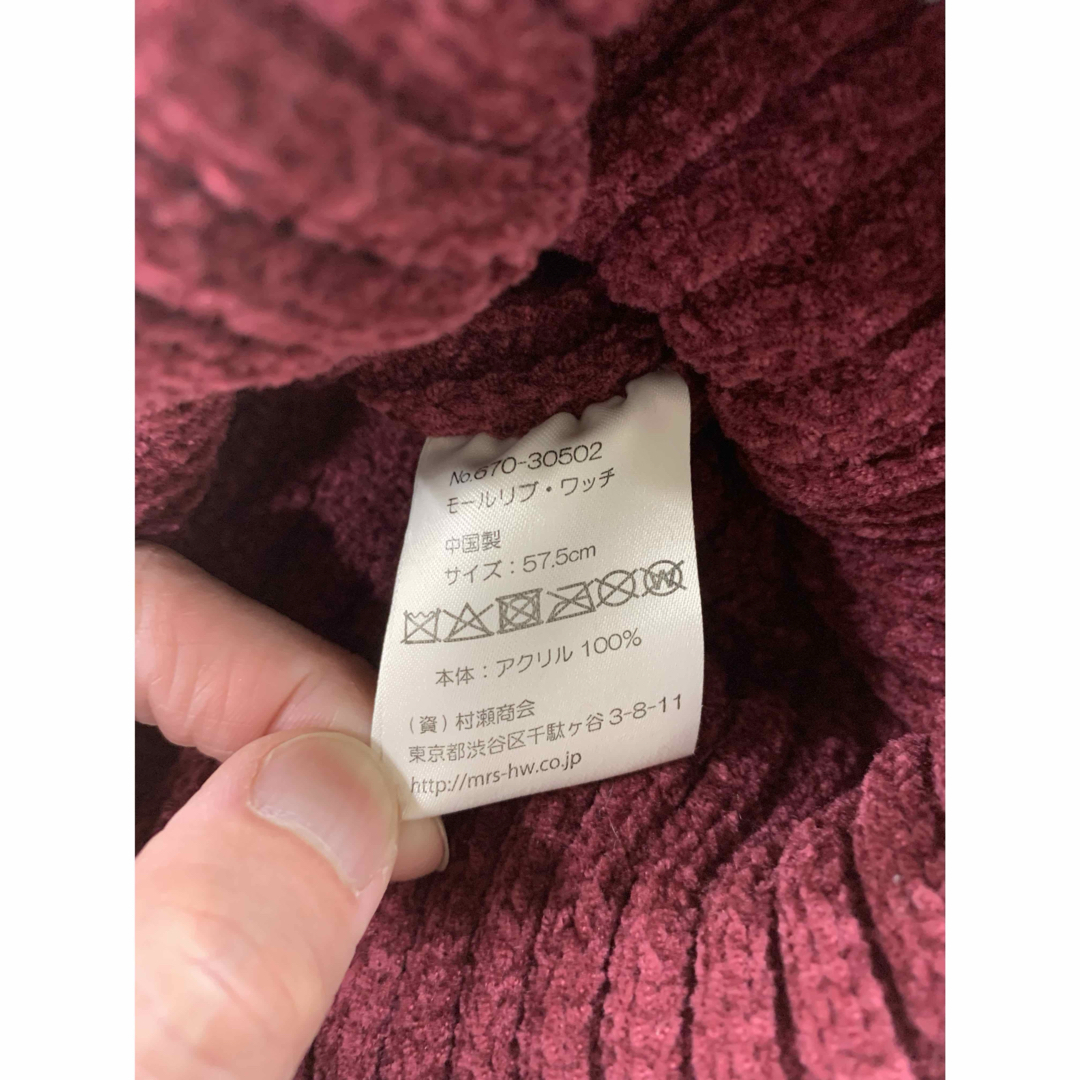 No.670-30502
モールリブ・ワッチ
中国製
サイズ：57.5cm
W
本体：アクリル 100%
（資）村瀬商会
東京都渋谷区千駄ヶ谷 3-8-11
http://mrs-hw.co.jp